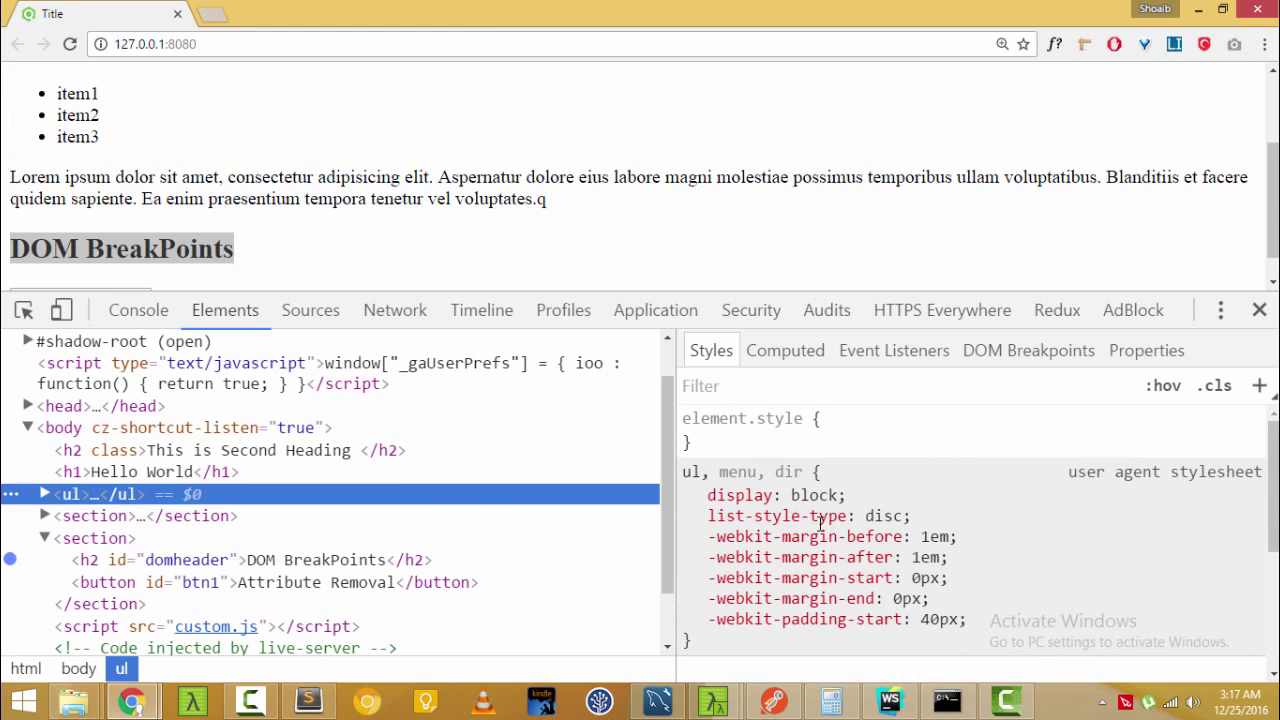 Title
Shoaib
127.0.0.1:8080
f?
LI
item1
item2
item3
Lorem ipsum dolor sit amet, consectetur adipisicing elit. Aspernatur dolore eius labore magni molestiae possimus temporibus ullam voluptatibus. Blanditiis et facere
quidem sapiente. Ea enim praesentium tempora tenetur vel voluptates.q
DOM BreakPoints
Console Elements Sources Network Timeline Profiles Application Security Audits HTTPS Everywhere Redux AdBlock
#shadow-root (open)
<script type="text/javascript">window["_gaUserPrefs"] = { ioo :
function() { return true; } }</script>
<head>…</head>
<body cz-shortcut-listen="true">
<h2 class>This is Second Heading </h2>
<h1>Hello World</h1>
<ul>…</ul> == $0
<section>…</section>
<section>
<h2 id="domheader">DOM BreakPoints</h2>
<button id="btn1">Attribute Removal</button>
</section>
<script src="custom.js"></script>
<!-- Code injected by live-server -->
html body ul
Styles Computed Event Listeners DOM Breakpoints Properties
Filter :hov .cls +
element.style {
}
ul, menu, dir { user agent stylesheet
display: block;
list-style-type: disc;
-webkit-margin-before: 1em;
-webkit-margin-after: 1em;
-webkit-margin-start: 0px;
-webkit-margin-end: 0px;
-webkit-padding-start: 40px;
}
Activate Windows
Go to PC settings to activate Windows.
kindle
WS
3:17 AM
12/25/2016